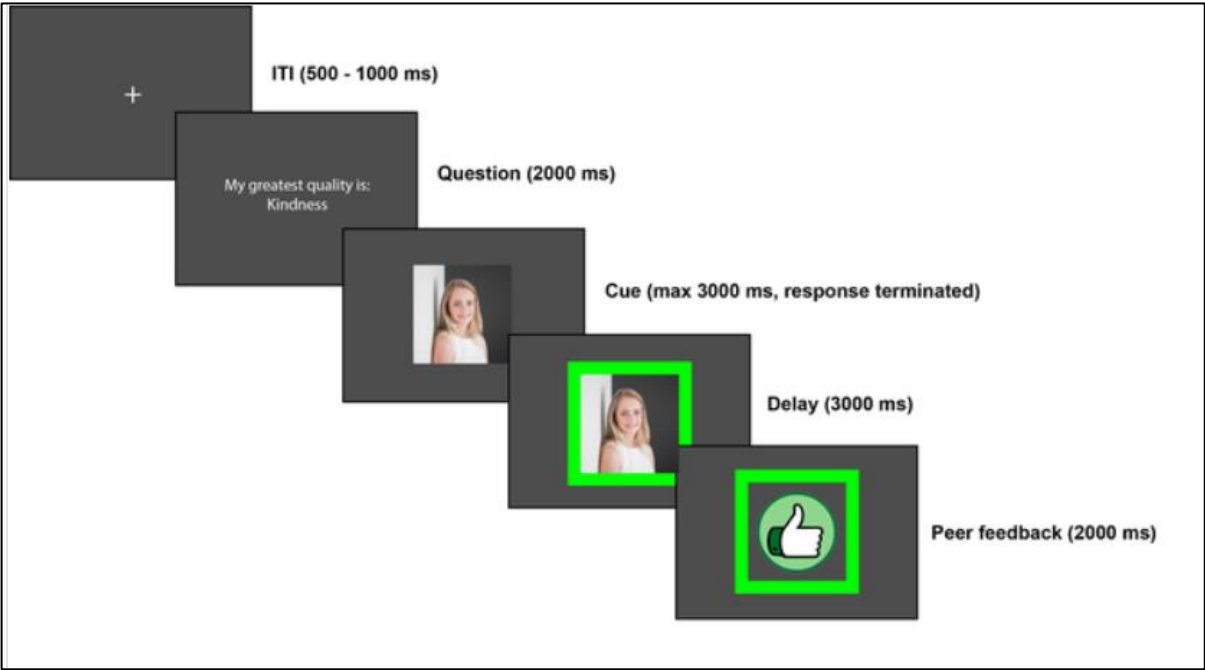 ITI (500 - 1000 ms)
My greatest quality is:
Kindness
Question (2000 ms)
Cue (max 3000 ms, response terminated)
Delay (3000 ms)
Peer feedback (2000 ms)